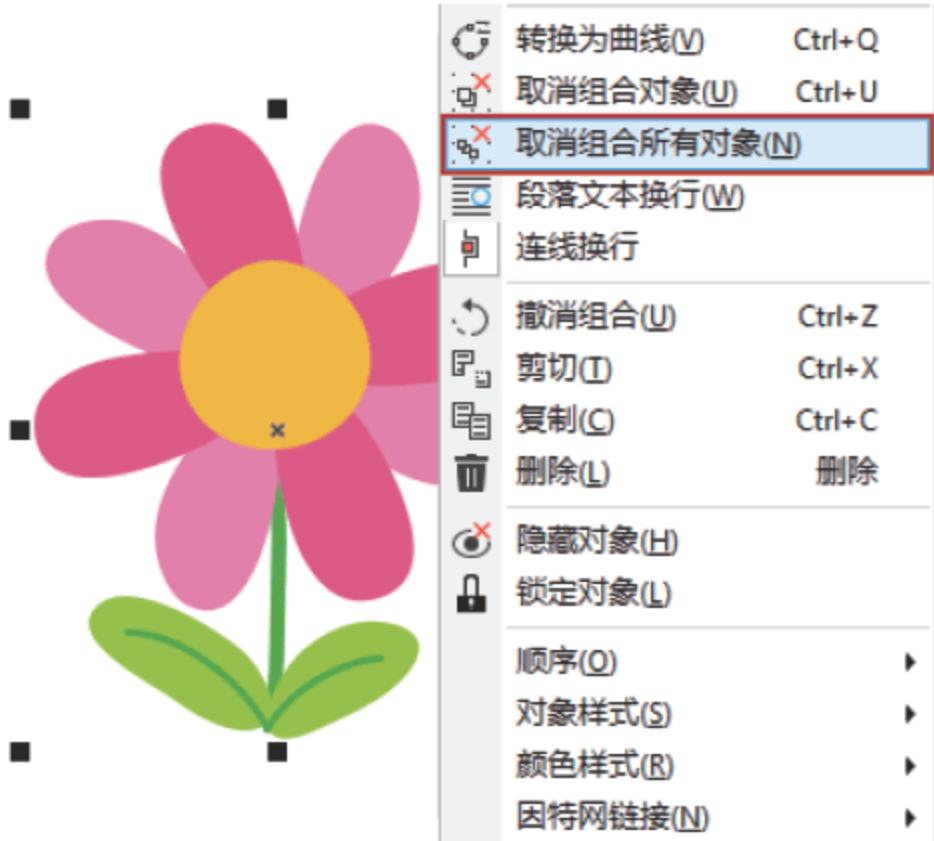 转换为曲线(V) Ctrl+Q
取消组合对象(U) Ctrl+U
取消组合所有对象(N)
段落文本换行(W)
连线换行
撤消组合(U) Ctrl+Z
剪切(T) Ctrl+X
复制(C) Ctrl+C
删除(L) 删除
隐藏对象(H)
锁定对象(L)
顺序(O)
对象样式(S)
颜色样式(R)
因特网链接(N)